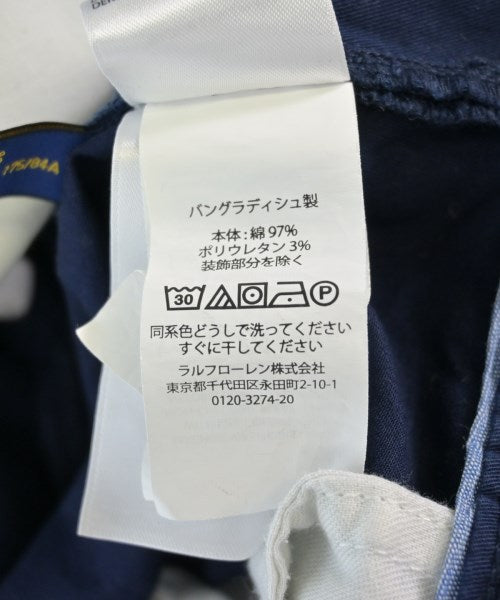 175/84A
バングラディシュ製
本体：綿 97%
ポリウレタン 3%
装飾部分を除く
30 P
同系色どうしで洗ってください
すぐに干してください
ラルフローレン株式会社
東京都千代田区永田町2-10-1
0120-3274-20